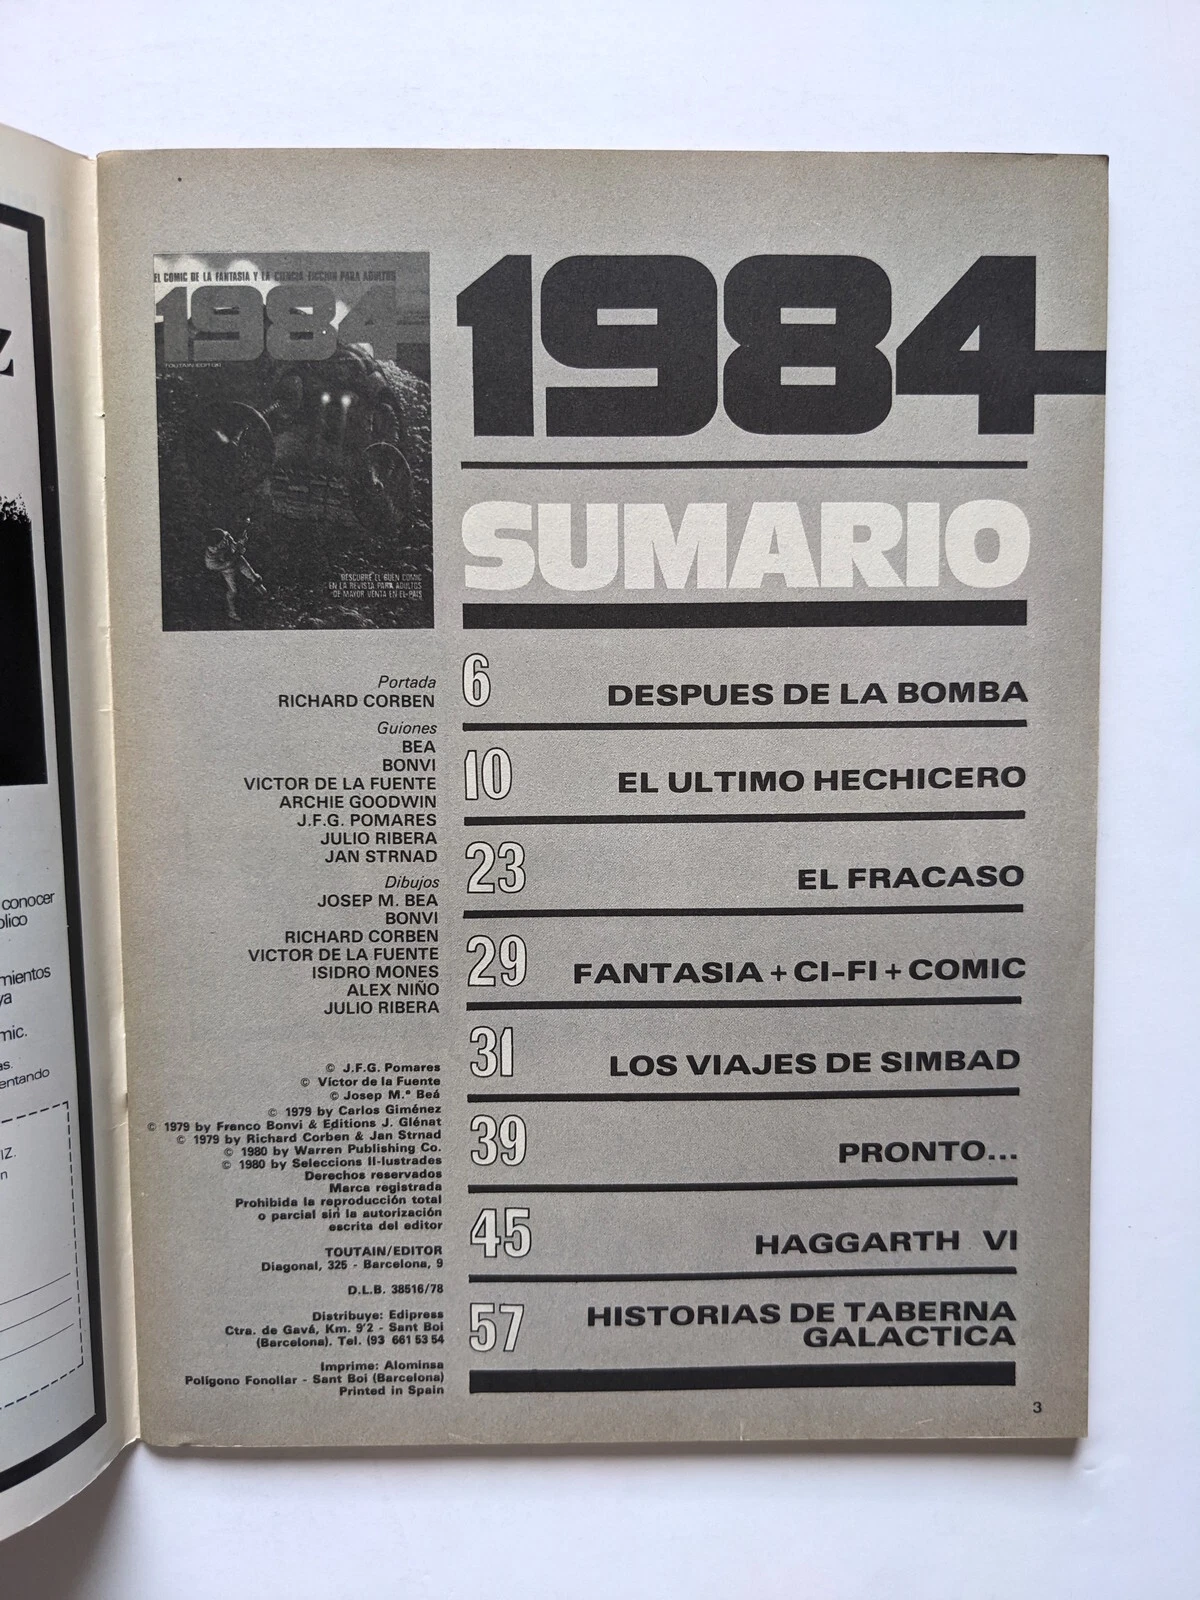 Z
conocer
mientos
ya
mic.
as.
entando
IZ.
n
EL COMIC DE LA FANTASIA Y LA CIENCIA FICCION PARA ADULTOS
1984
TOUTAIN EDITOR
DESCUBRE EL BUEN COMIC
EN LA REVISTA PARA ADULTOS
DE MAYOR VENTA EN EL PAIS
1984
SUMARIO
Portada
RICHARD CORBEN
Guiones
BEA
BONVI
VICTOR DE LA FUENTE
ARCHIE GOODWIN
J.F.G. POMARES
JULIO RIBERA
JAN STRNAD
Dibujos
JOSEP M. BEA
BONVI
RICHARD CORBEN
VICTOR DE LA FUENTE
ISIDRO MONES
ALEX NIÑO
JULIO RIBERA
© J.F.G. Pomares
© Víctor de la Fuente
© Josep M.ª Beá
© 1979 by Carlos Giménez
© 1979 by Franco Bonvi & Editions J. Glénat
© 1979 by Richard Corben & Jan Strnad
© 1980 by Warren Publishing Co.
© 1980 by Seleccions Il-lustrades
Derechos reservados
Marca registrada
Prohibida la reproducción total
o parcial sin la autorización
escrita del editor
TOUTAIN/EDITOR
Diagonal, 325 - Barcelona, 9
D.L.B. 38516/78
Distribuye: Edipress
Ctra. de Gavá, Km. 9'2 - Sant Boi
(Barcelona). Tel. (93 661 53 54
Imprime: Alominsa
Polígono Fonollar - Sant Boi (Barcelona)
Printed in Spain
6 DESPUES DE LA BOMBA
10 EL ULTIMO HECHICERO
23 EL FRACASO
29 FANTASIA + CI-FI + COMIC
31 LOS VIAJES DE SIMBAD
39 PRONTO...
45 HAGGARTH VI
57 HISTORIAS DE TABERNA
GALACTICA
3